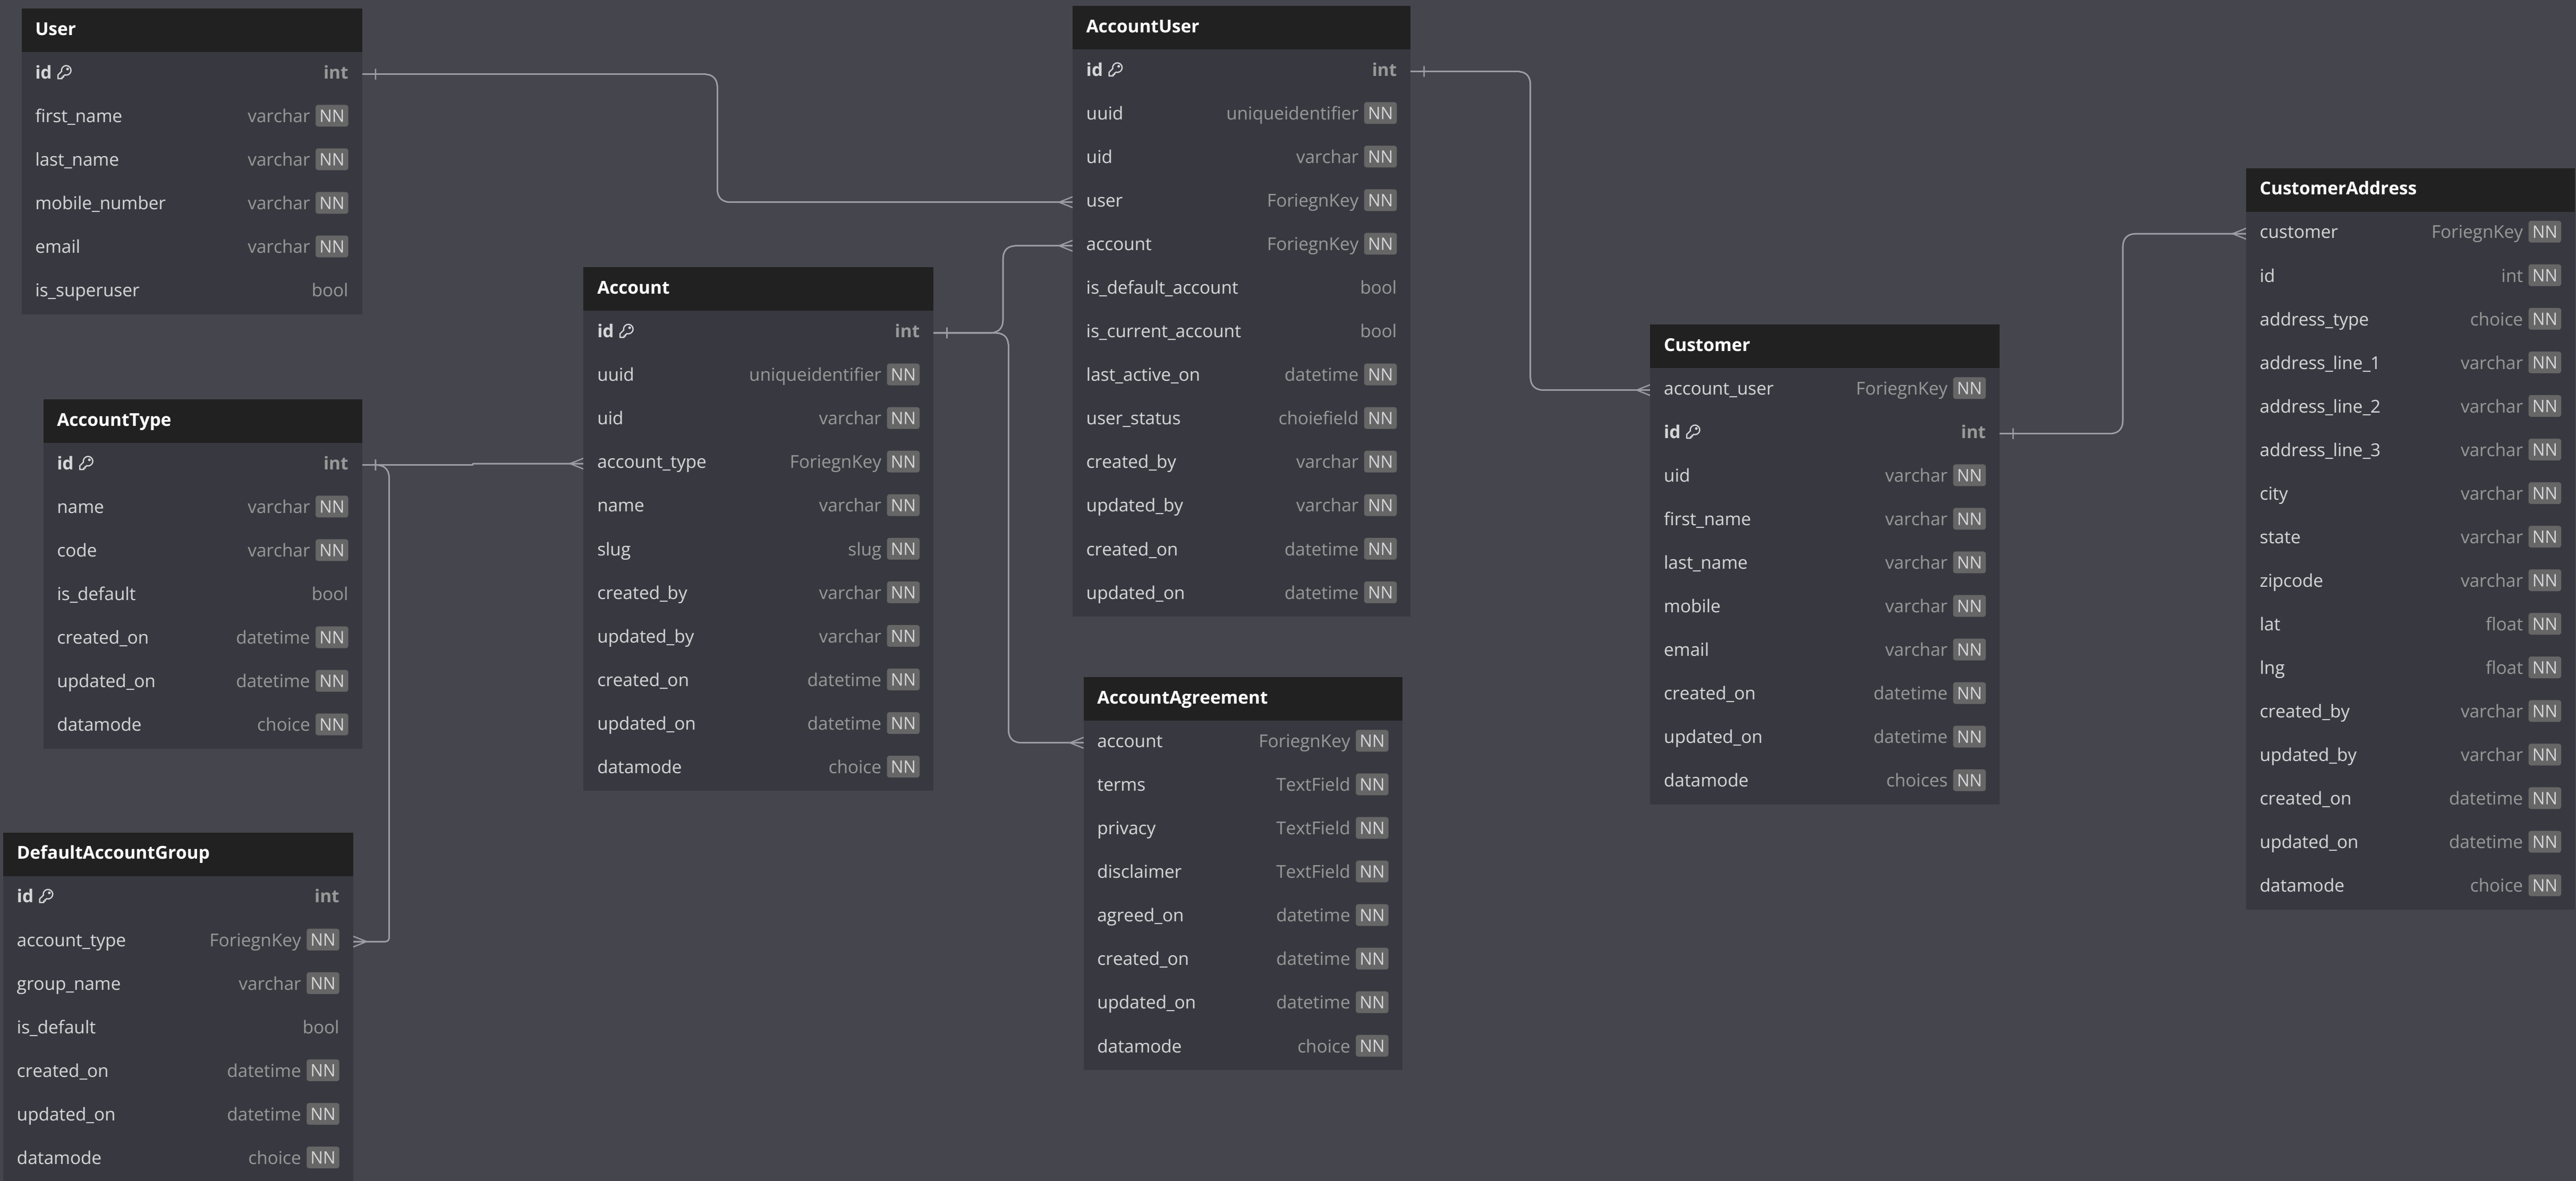 User
id int
first_name varchar NN
last_name varchar NN
mobile_number varchar NN
email varchar NN
is_superuser bool
AccountType
id int
name varchar NN
code varchar NN
is_default bool
created_on datetime NN
updated_on datetime NN
datamode choice NN
DefaultAccountGroup
id int
account_type ForiegnKey NN
group_name varchar NN
is_default bool
created_on datetime NN
updated_on datetime NN
datamode choice NN
Account
id int
uuid uniqueidentifier NN
uid varchar NN
account_type ForiegnKey NN
name varchar NN
slug slug NN
created_by varchar NN
updated_by varchar NN
created_on datetime NN
updated_on datetime NN
datamode choice NN
AccountUser
id int
uuid uniqueidentifier NN
uid varchar NN
user ForiegnKey NN
account ForiegnKey NN
is_default_account bool
is_current_account bool
last_active_on datetime NN
user_status choiefield NN
created_by varchar NN
updated_by varchar NN
created_on datetime NN
updated_on datetime NN
AccountAgreement
account ForiegnKey NN
terms TextField NN
privacy TextField NN
disclaimer TextField NN
agreed_on datetime NN
created_on datetime NN
updated_on datetime NN
datamode choice NN
Customer
account_user ForiegnKey NN
id int
uid varchar NN
first_name varchar NN
last_name varchar NN
mobile varchar NN
email varchar NN
created_on datetime NN
updated_on datetime NN
datamode choices NN
CustomerAddress
customer ForiegnKey NN
id int NN
address_type choice NN
address_line_1 varchar NN
address_line_2 varchar NN
address_line_3 varchar NN
city varchar NN
state varchar NN
zipcode varchar NN
lat float NN
lng float NN
created_by varchar NN
updated_by varchar NN
created_on datetime NN
updated_on datetime NN
datamode choice NN